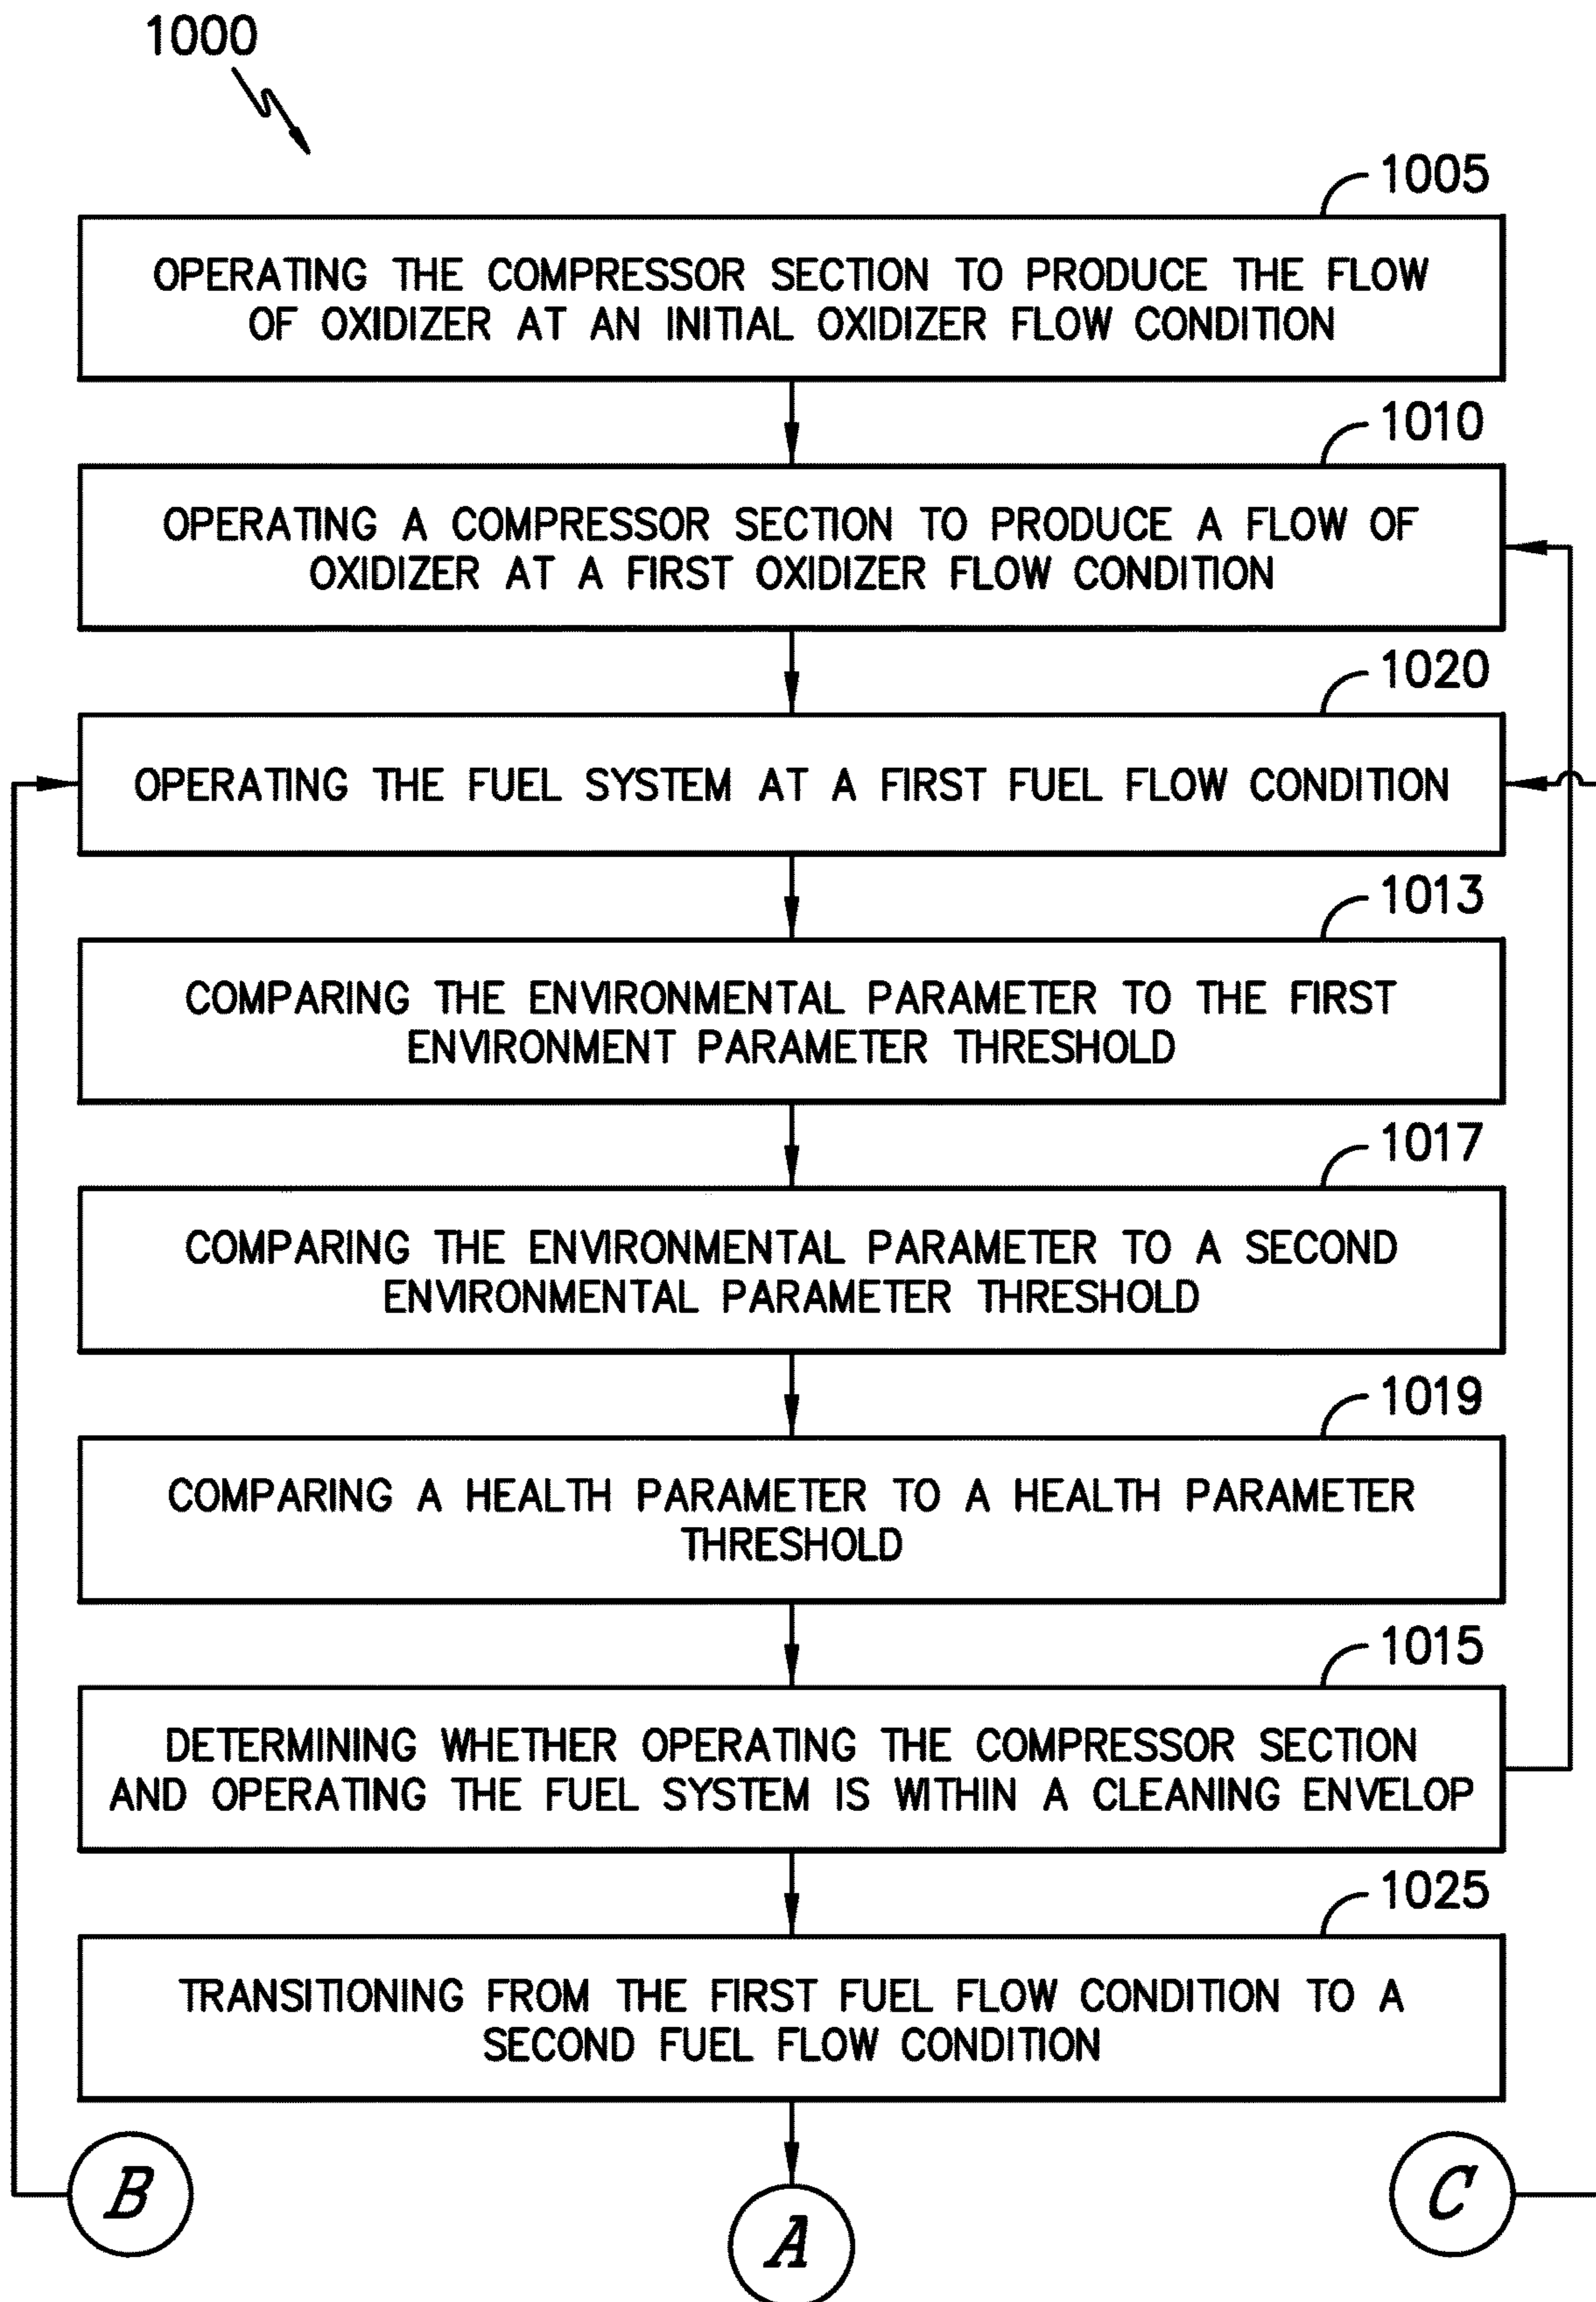 1000
1005
OPERATING THE COMPRESSOR SECTION TO PRODUCE THE FLOW
OF OXIDIZER AT AN INITIAL OXIDIZER FLOW CONDITION
1010
OPERATING A COMPRESSOR SECTION TO PRODUCE A FLOW OF
OXIDIZER AT A FIRST OXIDIZER FLOW CONDITION
1020
OPERATING THE FUEL SYSTEM AT A FIRST FUEL FLOW CONDITION
1013
COMPARING THE ENVIRONMENTAL PARAMETER TO THE FIRST
ENVIRONMENT PARAMETER THRESHOLD
1017
COMPARING THE ENVIRONMENTAL PARAMETER TO A SECOND
ENVIRONMENTAL PARAMETER THRESHOLD
1019
COMPARING A HEALTH PARAMETER TO A HEALTH PARAMETER
THRESHOLD
1015
DETERMINING WHETHER OPERATING THE COMPRESSOR SECTION
AND OPERATING THE FUEL SYSTEM IS WITHIN A CLEANING ENVELOP
1025
TRANSITIONING FROM THE FIRST FUEL FLOW CONDITION TO A
SECOND FUEL FLOW CONDITION
B
A
C